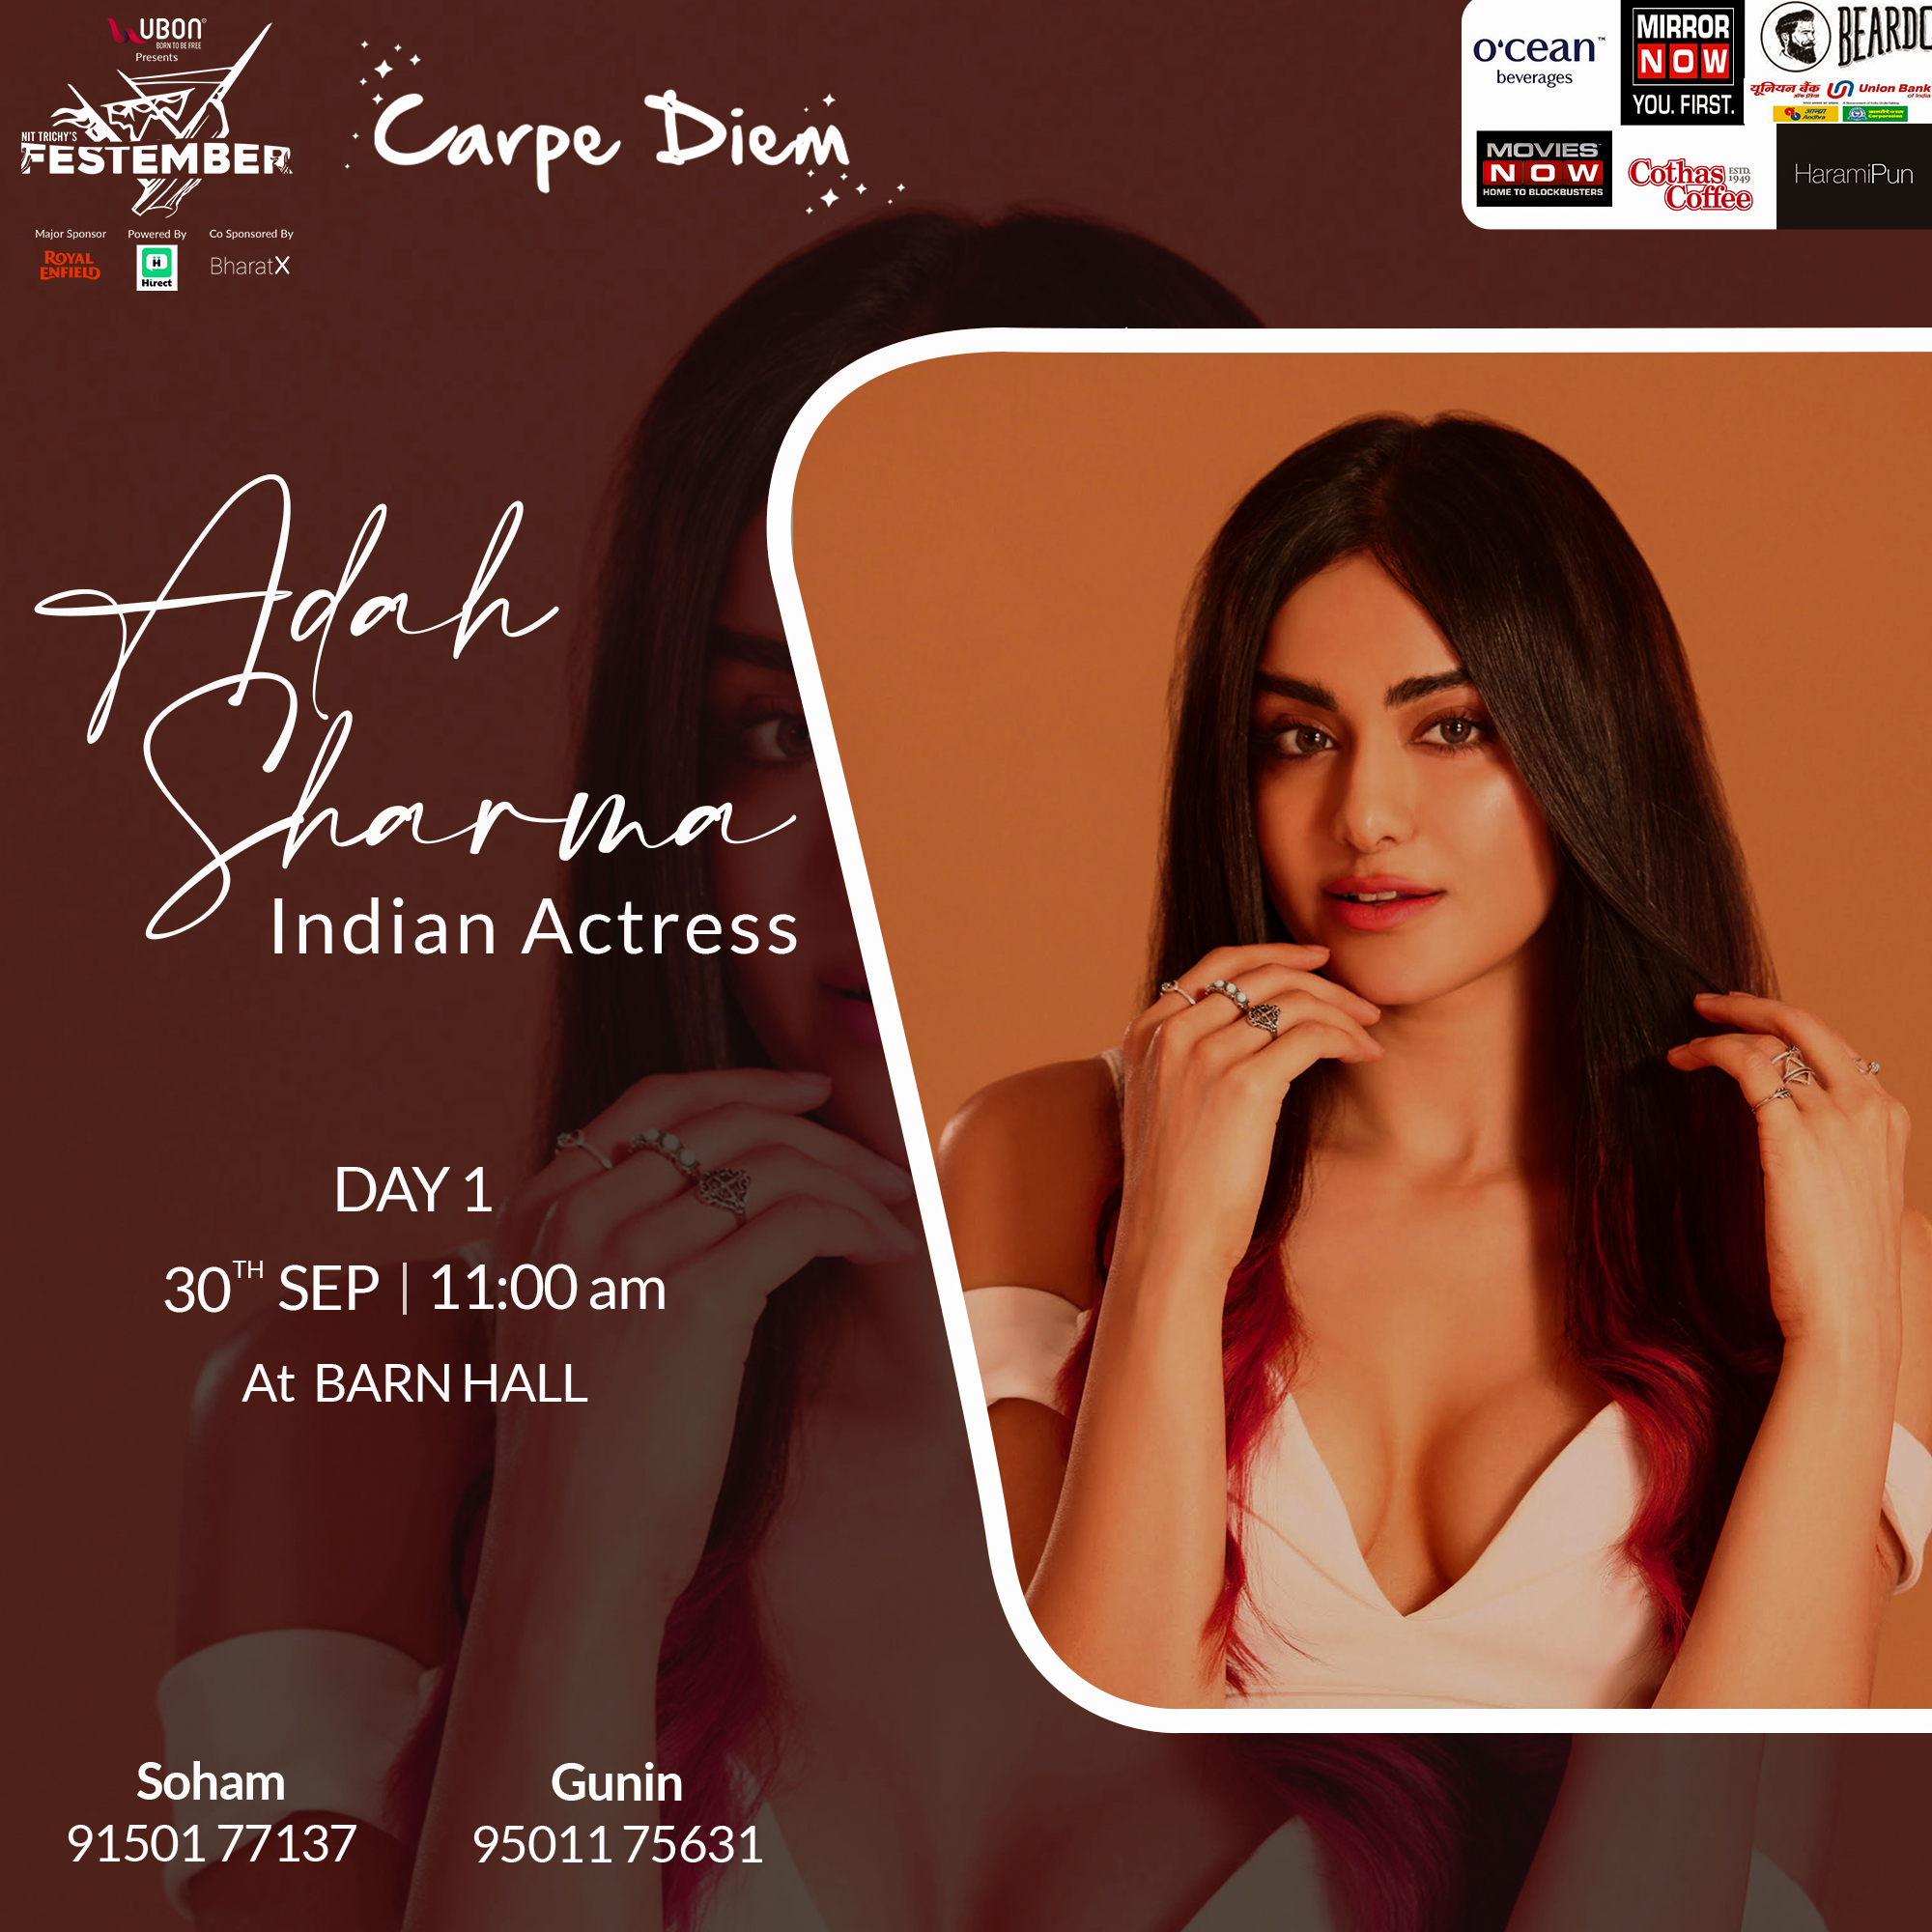 UBON
BORN TO BE FREE
Presents
NIT TRICHY'S
FESTEMBER
Major Sponsor
ROYAL
ENFIELD
Powered By
Hirect
Co Sponsored By
BharatX
Carpe Diem
o'cean™
beverages
MIRROR
NOW
YOU. FIRST.
BEARDO
यूनियन बैंक
Union Bank
of India
Andhra
Corporation
MOVIES
NOW
HOME TO BLOCKBUSTERS
Cothas
Coffee
ESTD.
1949
HaramiPun
Adah
Sharma
Indian Actress
DAY 1
30TH SEP | 11:00 am
At BARN HALL
Soham
91501 77137
Gunin
95011 75631